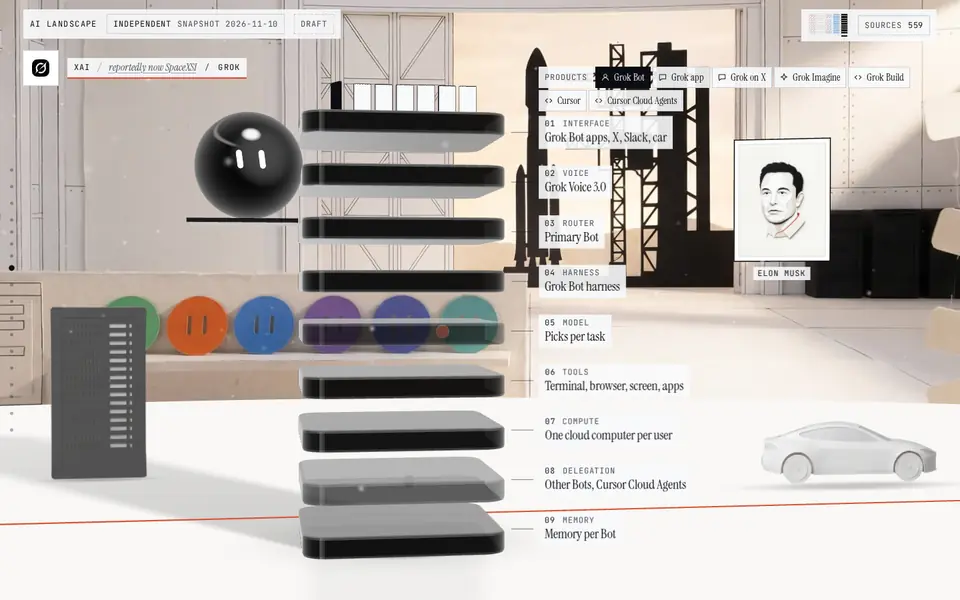 AI LANDSCAPE INDEPENDENT SNAPSHOT 2026-11-10 DRAFT
SOURCES 559
XAI / reportedly now SpaceXSI / GROK
PRODUCTS Grok Bot Grok app Grok on X Grok Imagine Grok Build
Cursor Cursor Cloud Agents
01 INTERFACE
Grok Bot apps, X, Slack, car
02 VOICE
Grok Voice 3.0
03 ROUTER
Primary Bot
04 HARNESS
Grok Bot harness
05 MODEL
Picks per task
06 TOOLS
Terminal, browser, screen, apps
07 COMPUTE
One cloud computer per user
08 DELEGATION
Other Bots, Cursor Cloud Agents
09 MEMORY
Memory per Bot
ELON MUSK